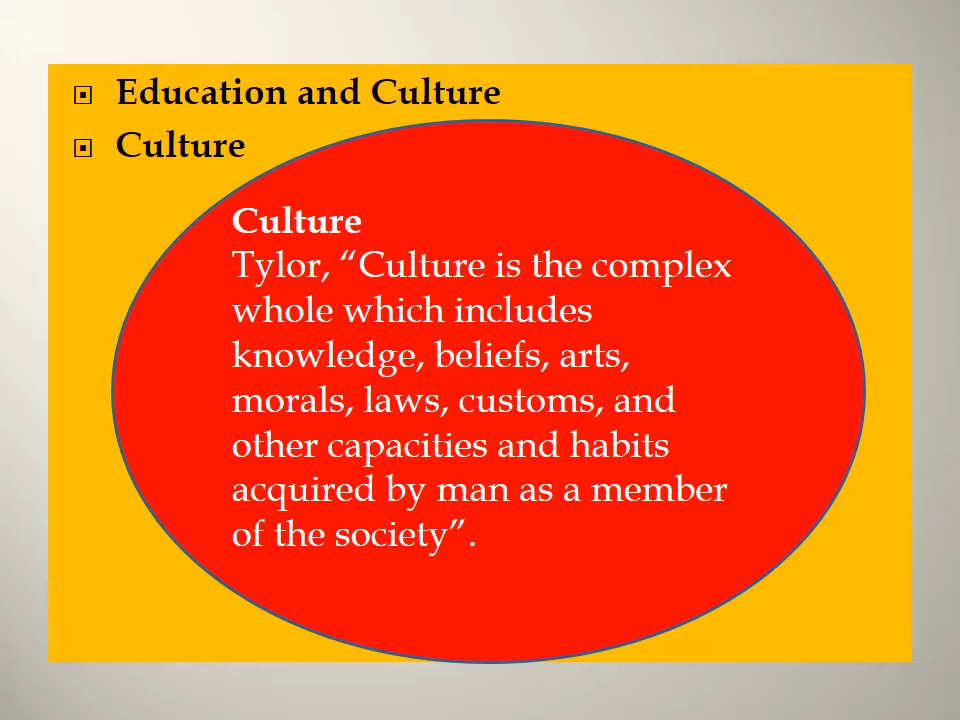 Education and Culture
Culture
Culture
Tylor, “Culture is the complex
whole which includes
knowledge, beliefs, arts,
morals, laws, customs, and
other capacities and habits
acquired by man as a member
of the society”.